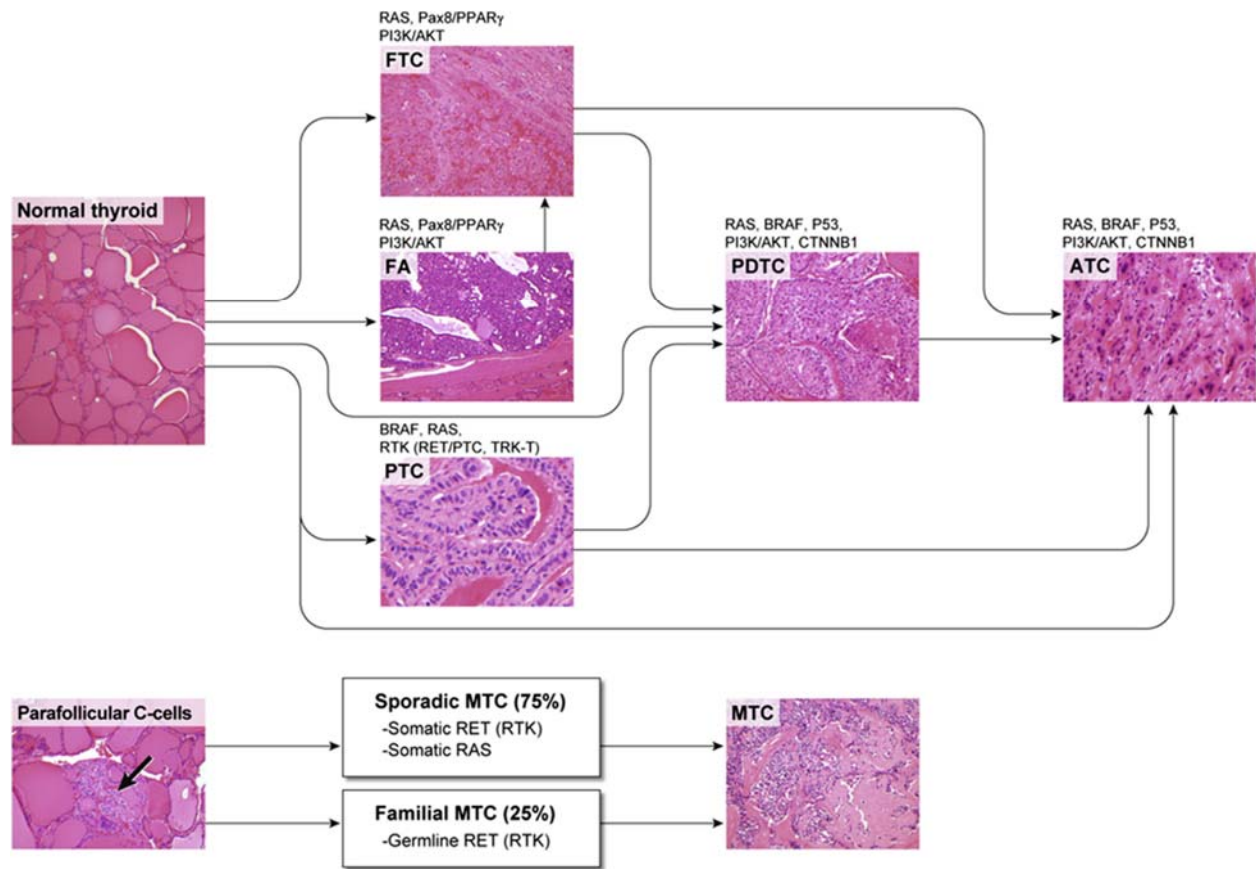 RAS, Pax8/PPARγ
PI3K/AKT
FTC
Normal thyroid
RAS, Pax8/PPARγ
PI3K/AKT
FA
RAS, BRAF, P53,
PI3K/AKT, CTNNB1
PDTC
RAS, BRAF, P53,
PI3K/AKT, CTNNB1
ATC
BRAF, RAS,
RTK (RET/PTC, TRK-T)
PTC
Parafollicular C-cells
Sporadic MTC (75%)
-Somatic RET (RTK)
-Somatic RAS
Familial MTC (25%)
-Germline RET (RTK)
MTC